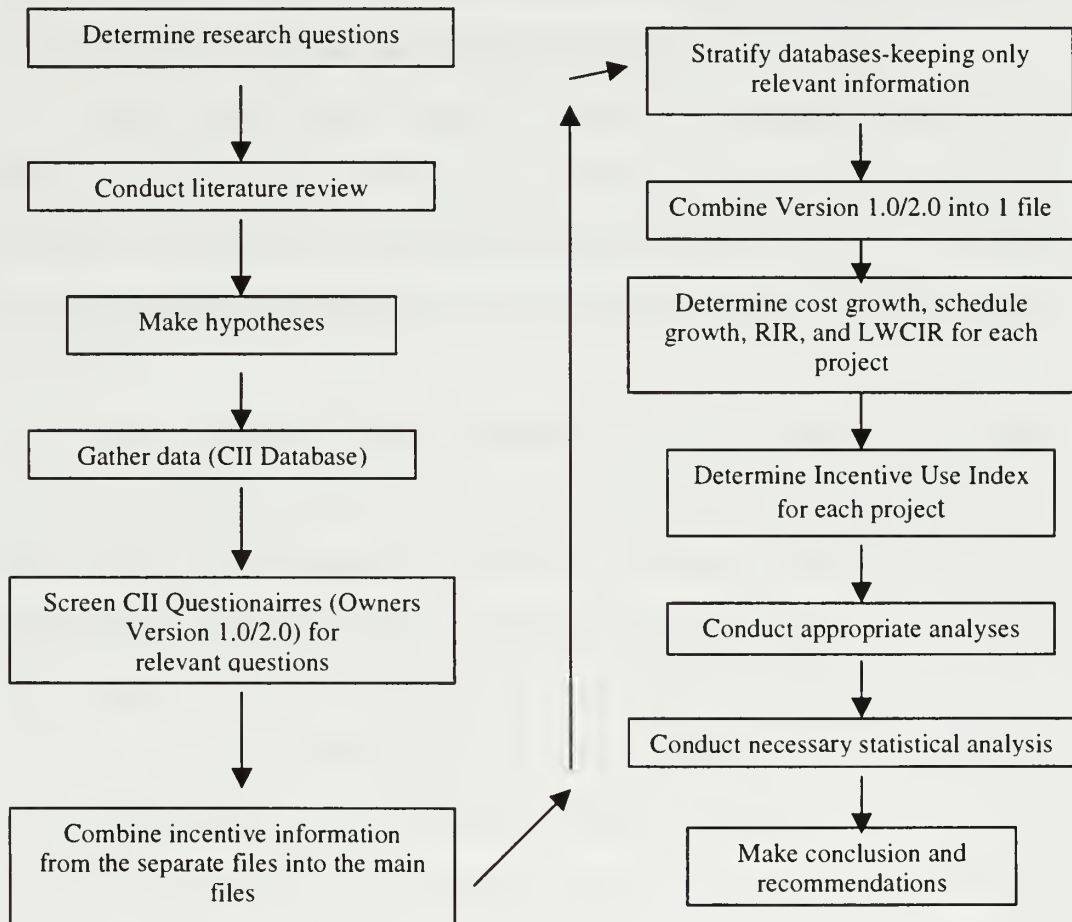 Determine research questions
Conduct literature review
Make hypotheses
Gather data (CII Database)
Screen CII Questionairres (Owners
Version 1.0/2.0) for
relevant questions
Combine incentive information
from the separate files into the main
files
Stratify databases-keeping only
relevant information
Combine Version 1.0/2.0 into 1 file
Determine cost growth, schedule
growth, RIR, and LWCIR for each
project
Determine Incentive Use Index
for each project
Conduct appropriate analyses
Conduct necessary statistical analysis
Make conclusion and
recommendations